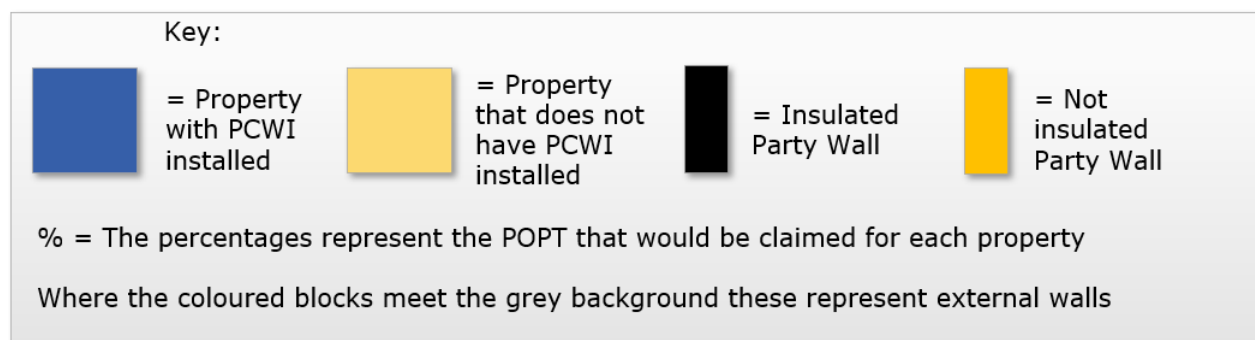 Key:
= Property
with PCWI
installed
= Property
that does not
have PCWI
installed
= Insulated
Party Wall
= Not
insulated
Party Wall
% = The percentages represent the POPT that would be claimed for each property
Where the coloured blocks meet the grey background these represent external walls